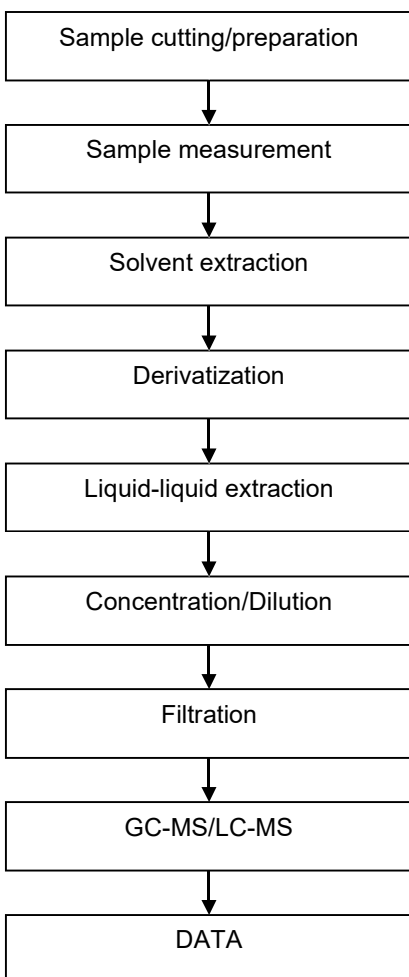 Sample cutting/preparation
Sample measurement
Solvent extraction
Derivatization
Liquid-liquid extraction
Concentration/Dilution
Filtration
GC-MS/LC-MS
DATA